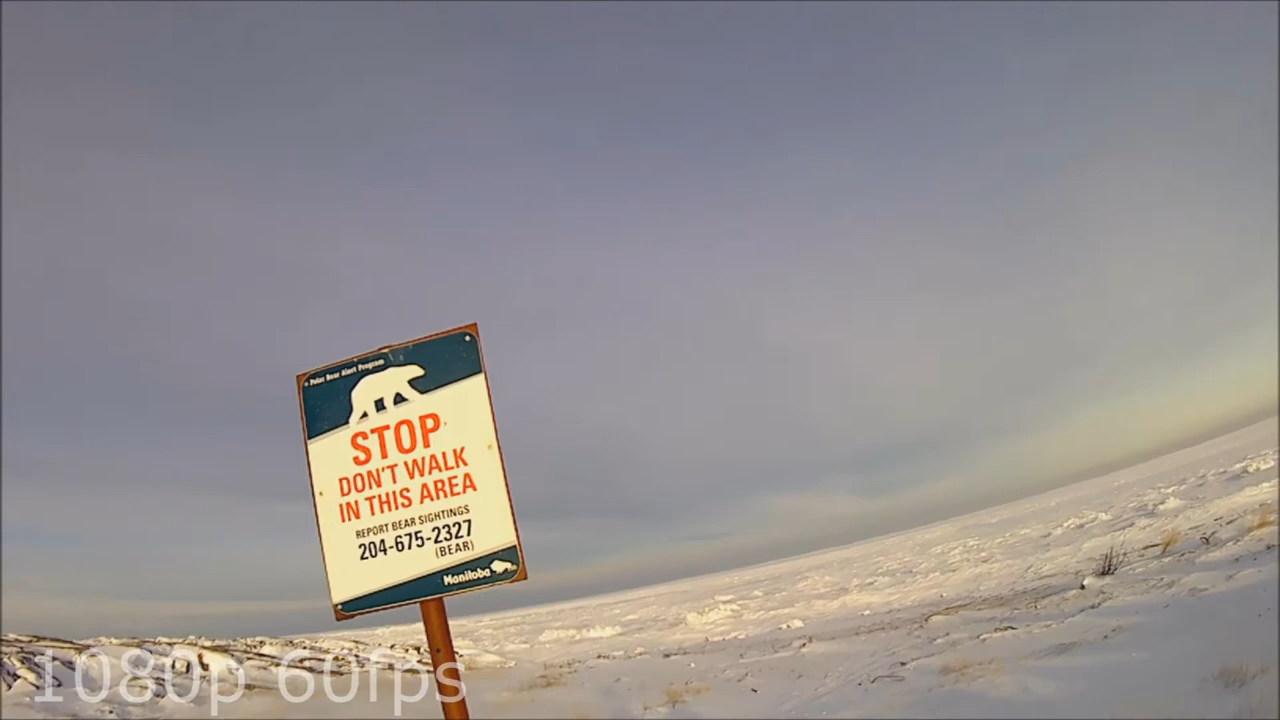 Polar Bear Alert Program
STOP
DON'T WALK
IN THIS AREA
REPORT BEAR SIGHTINGS
204-675-2327
(BEAR)
Manitoba
1080p 60fps